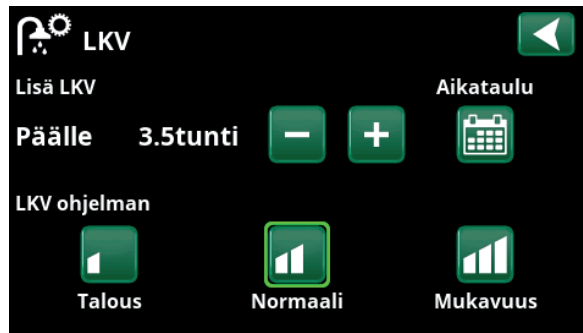 LKV
Lisä LKV
Aikataulu
Päälle 3.5tunti
LKV ohjelman
Talous Normaali Mukavuus